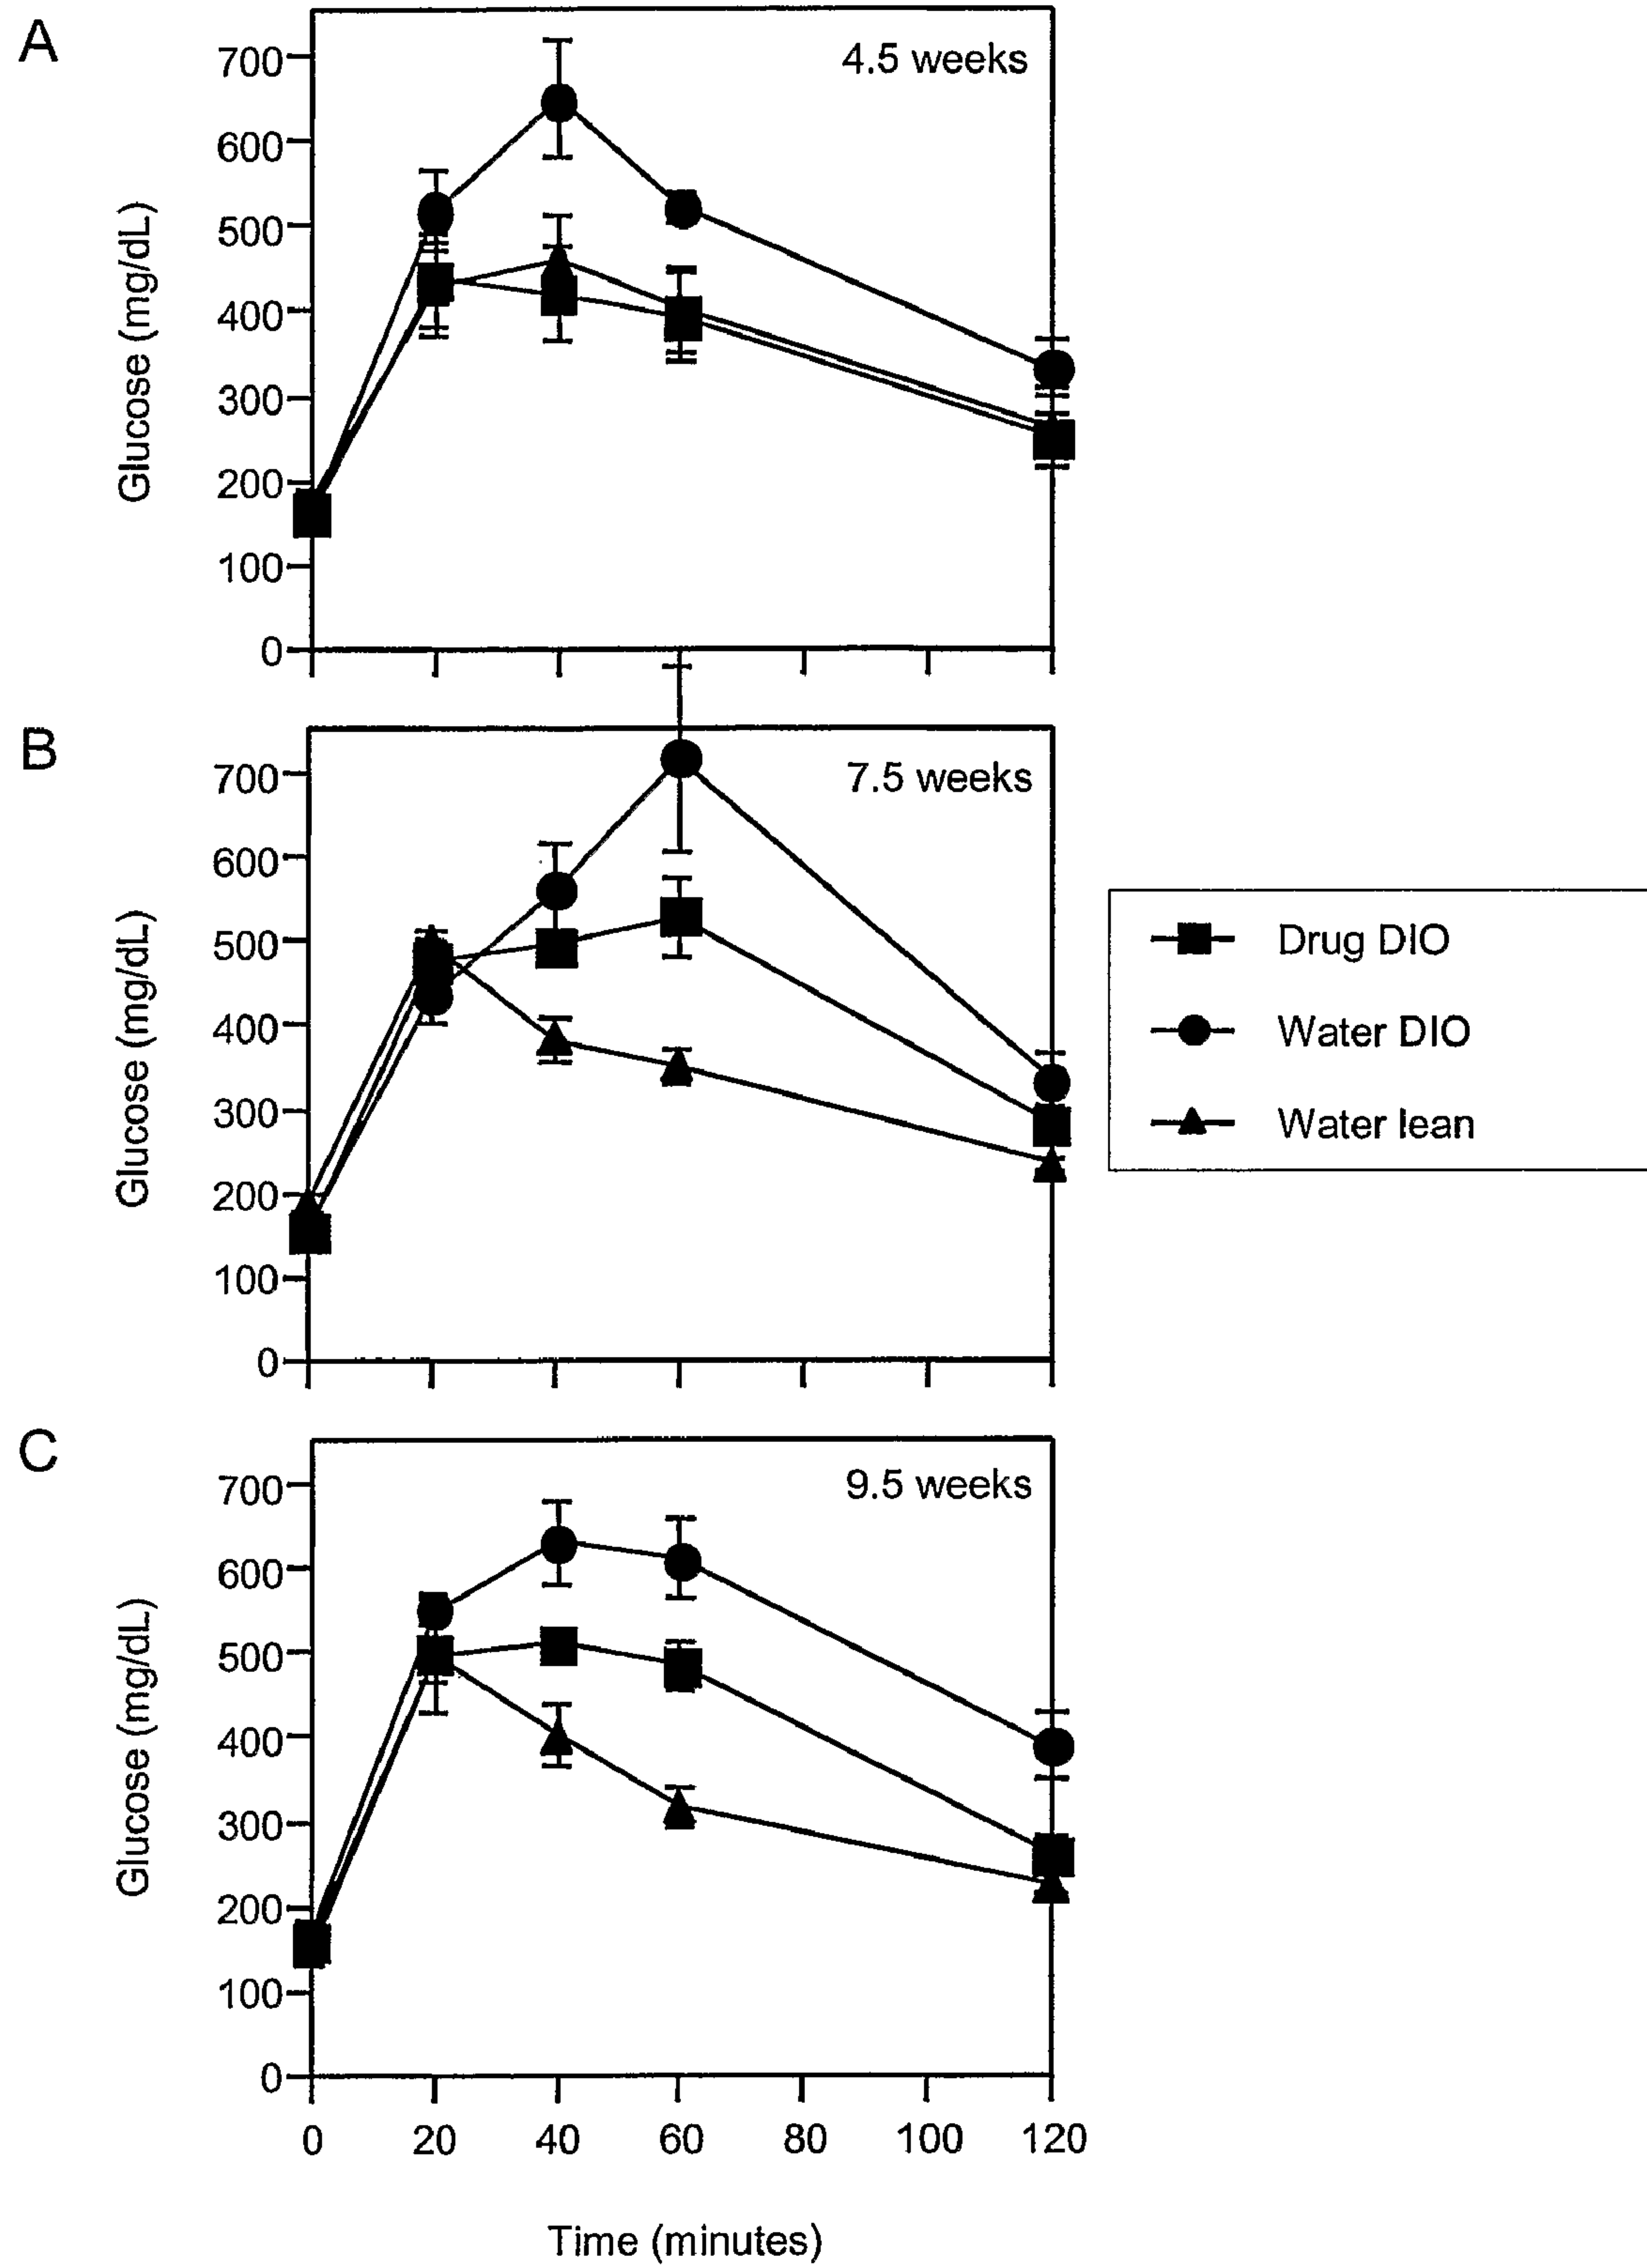 A
4.5 weeks
700
600
500
400
300
200
100
0
Glucose (mg/dL)
B
7.5 weeks
700
600
500
400
300
200
100
0
Glucose (mg/dL)
Drug DIO
Water DIO
Water lean
C
9.5 weeks
700
600
500
400
300
200
100
0
Glucose (mg/dL)
0 20 40 60 80 100 120
Time (minutes)